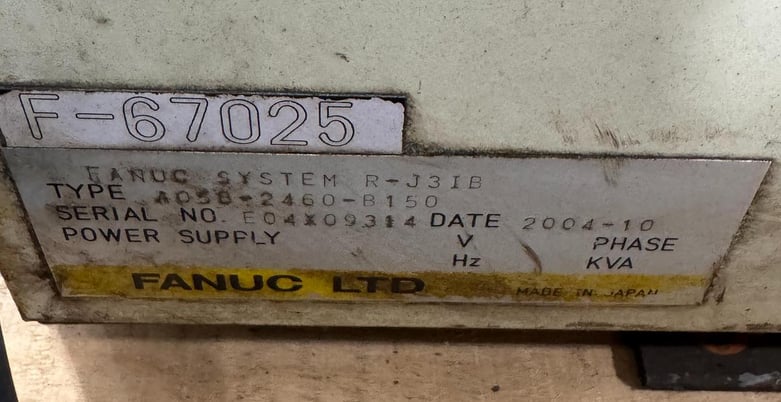 F-67025
FANUC SYSTEM R-J3IB
TYPE A05B-2460-B150
SERIAL NO. E04X09314 DATE 2004-10
POWER SUPPLY V PHASE
Hz KVA
FANUC LTD MADE IN JAPAN